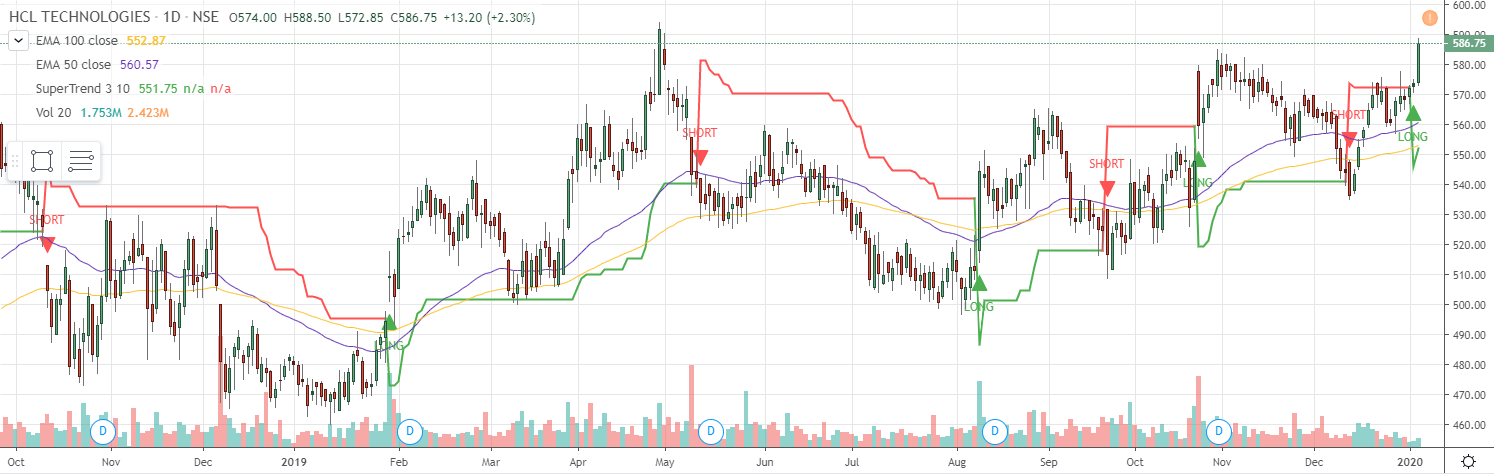 HCL TECHNOLOGIES · 1D · NSE O574.00 H588.50 L572.85 C586.75 +13.20 (+2.30%)
EMA 100 close 552.87
EMA 50 close 560.57
SuperTrend 3 10 551.75 n/a n/a
Vol 20 1.753M 2.423M
600.00
590.00
586.75
580.00
570.00
560.00
550.00
540.00
530.00
520.00
510.00
500.00
490.00
480.00
470.00
460.00
SHORT
LONG
SHORT
LONG
SHORT
LONG
SHORT
LONG
D
D
D
D
D
Oct Nov Dec 2019 Feb Mar Apr May Jun Jul Aug Sep Oct Nov Dec 2020